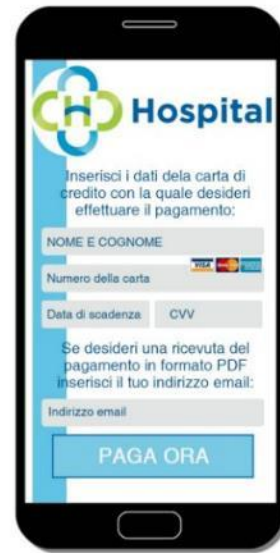 CHC Hospital
Inserisci i dati dela carta di
credito con la quale desideri
effettuare il pagamento:
NOME E COGNOME
VISA
Numero della carta
Data di scadenza CVV
Se desideri una ricevuta del
pagamento in formato PDF
inserisci il tuo indirizzo email:
Indirizzo email
PAGA ORA